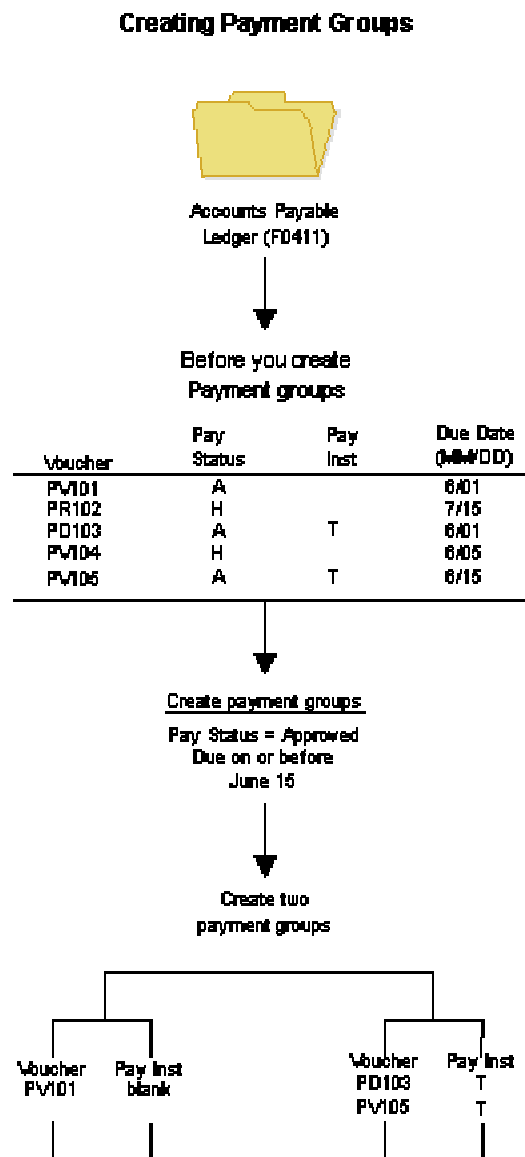 Creating Payment Groups
Accounts Payable
Ledger (F0411)
Before you create
Payment groups
Voucher Pay Status Pay Inst Due Date (MM/DD)
PV101 A 6/01
PR102 H 7/15
PD103 A T 6/01
PV104 H 6/05
PV105 A T 6/15
Create payment groups
Pay Status = Approved
Due on or before
June 15
Create two
payment groups
Voucher Pay Inst
PV101 blank
Voucher Pay Inst
PD103 T
PV105 T